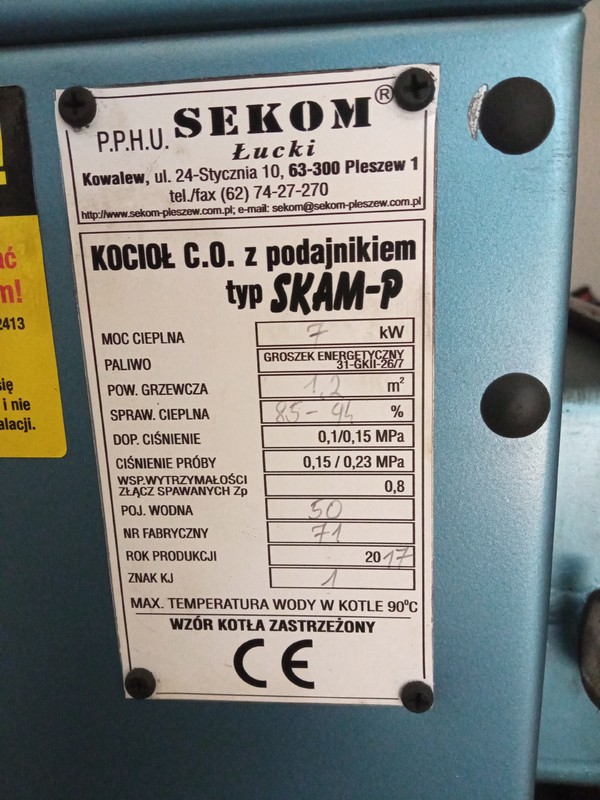 P.P.H.U. SEKOM®
Łucki
Kowalew, ul. 24-Stycznia 10, 63-300 Pleszew 1
tel./fax (62) 74-27-270
http://www.sekom-pleszew.com.pl; e-mail: sekom@sekom-pleszew.com.pl
KOCIOŁ C.O. z podajnikiem
typ SKAM-P
MOC CIEPLNA 7 kW
PALIWO GROSZEK ENERGETYCZNY 31-GKII-26/7
POW. GRZEWCZA 1,2 m²
SPRAW. CIEPLNA 85-94 %
DOP. CIŚNIENIE 0,1/0,15 MPa
CIŚNIENIE PRÓBY 0,15 / 0,23 MPa
WSP.WYTRZYMAŁOŚCI
ZŁĄCZ SPAWANYCH Zp 0,8
POJ. WODNA 50
NR FABRYCZNY 71
ROK PRODUKCJI 2017
ZNAK KJ 1
MAX. TEMPERATURA WODY W KOTLE 90°C
WZÓR KOTŁA ZASTRZEŻONY
CE
!
ać
m!
2413
się
i nie
alacji.